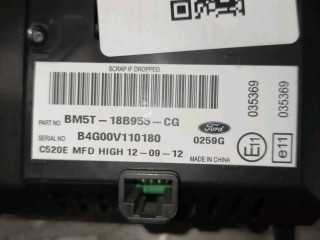 SCRAP IF DROPPED
PART NO BM5T-18B955-CG
SERIAL NO B4G00V110180
C520E MFD HIGH 12-09-12
Ford
0259G
MADE IN CHINA
035369
E11
035369
e11